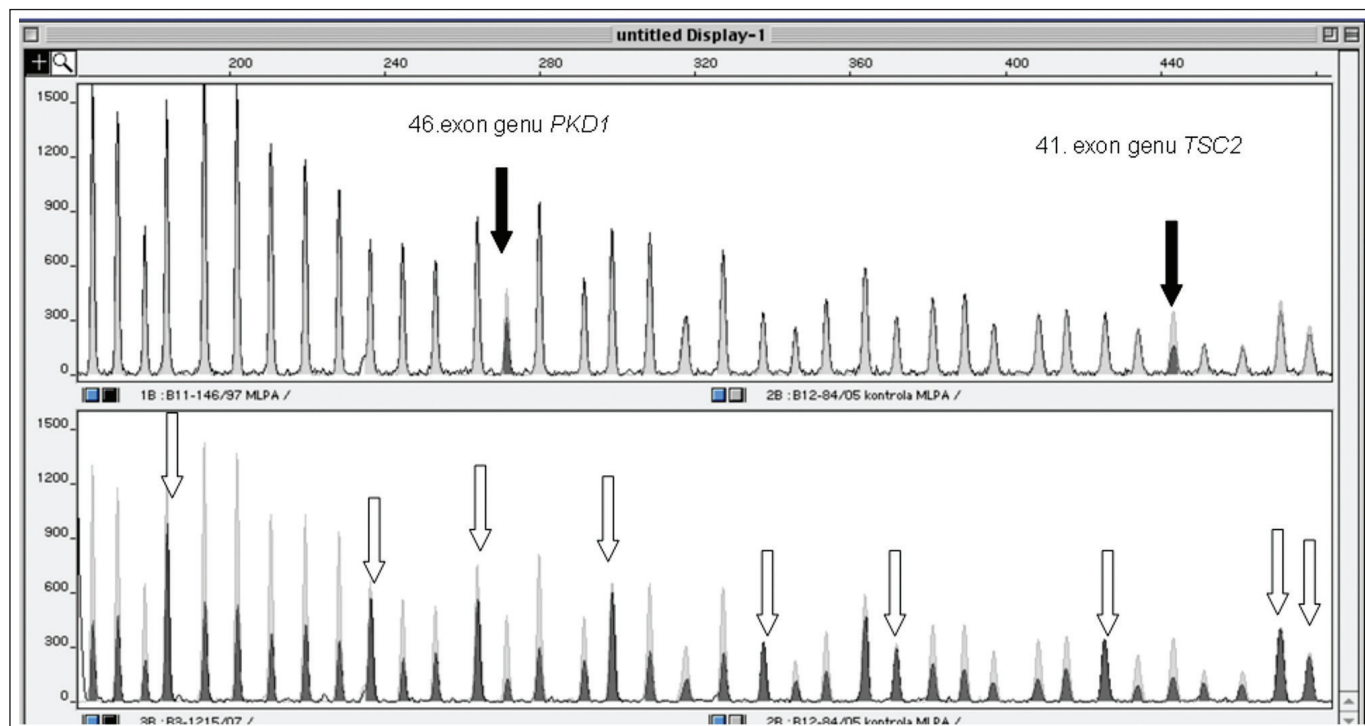 untitled Display-1
200 240 280 320 360 400 440
1500
1200
900
600
300
0
46.exon genu PKD1
41. exon genu TSC2
1B :B11-146/97 MLPA /
2B :B12-84/05 kontrola MLPA /
1500
1200
900
600
300
0
3B :B3-1215/07 /
2B :B12-84/05 kontrola MLPA /